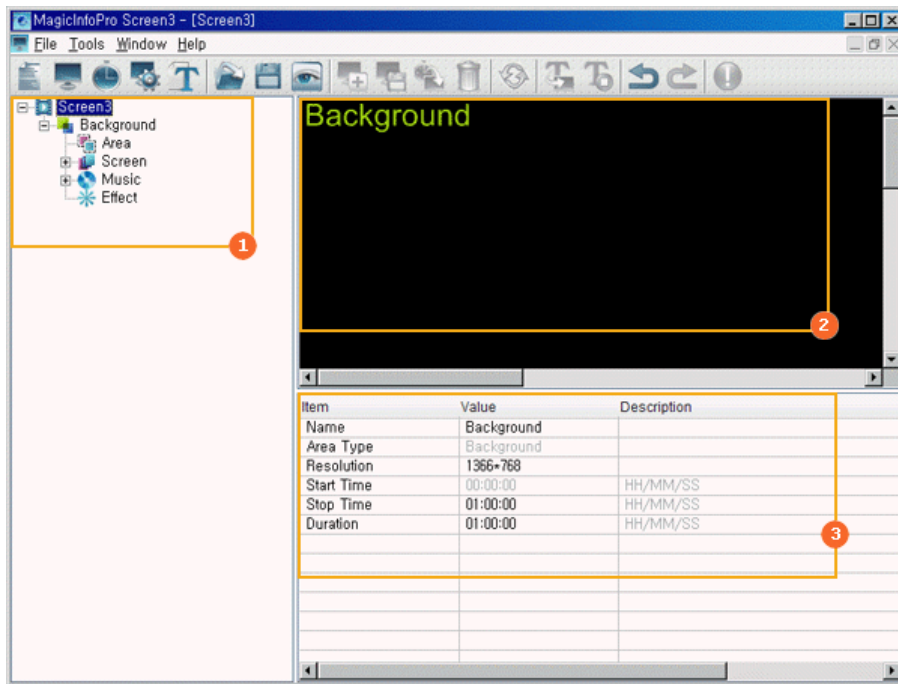 MagicInfoPro Screen3 - [Screen3]
File Tools Window Help
Screen3
Background
Area
Screen
Music
Effect
1
Background
2
Item Value Description
Name Background
Area Type Background
Resolution 1366*768
Start Time 00:00:00 HH/MM/SS
Stop Time 01:00:00 HH/MM/SS
Duration 01:00:00 HH/MM/SS
3